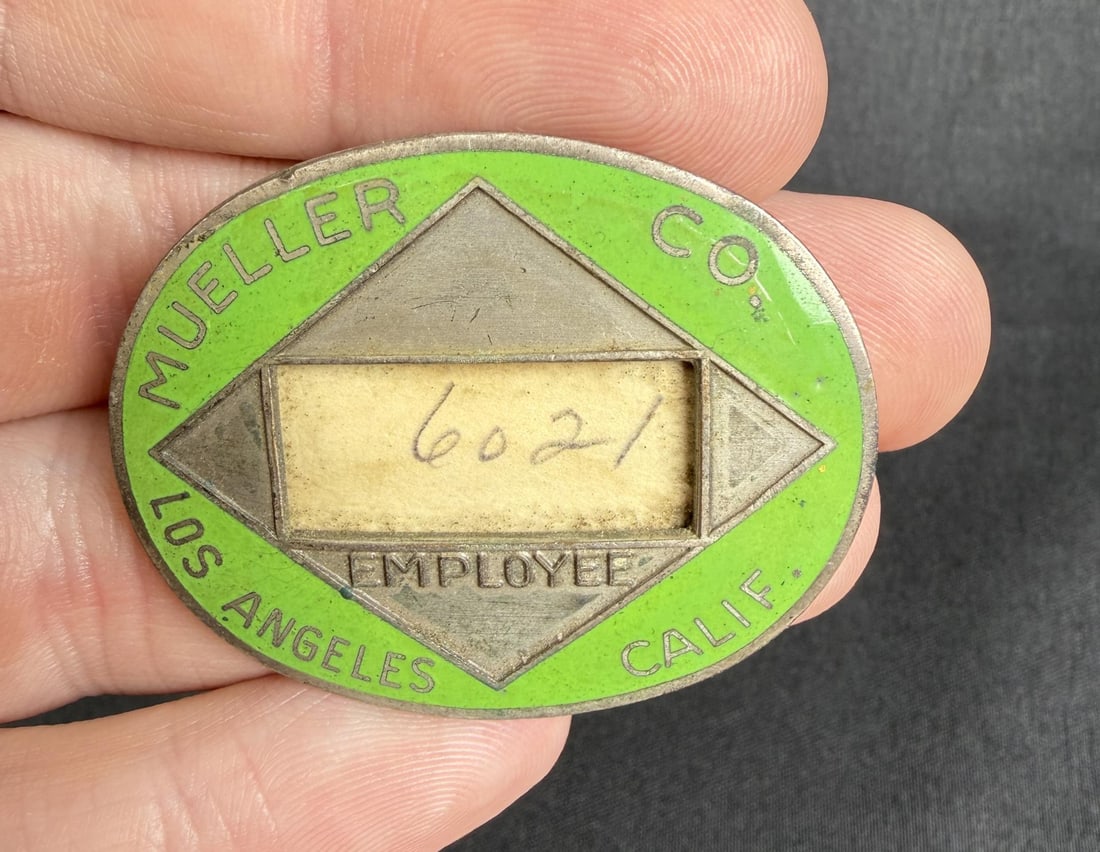 MUELLER CO.
6021
EMPLOYEE
LOS ANGELES CALIF.